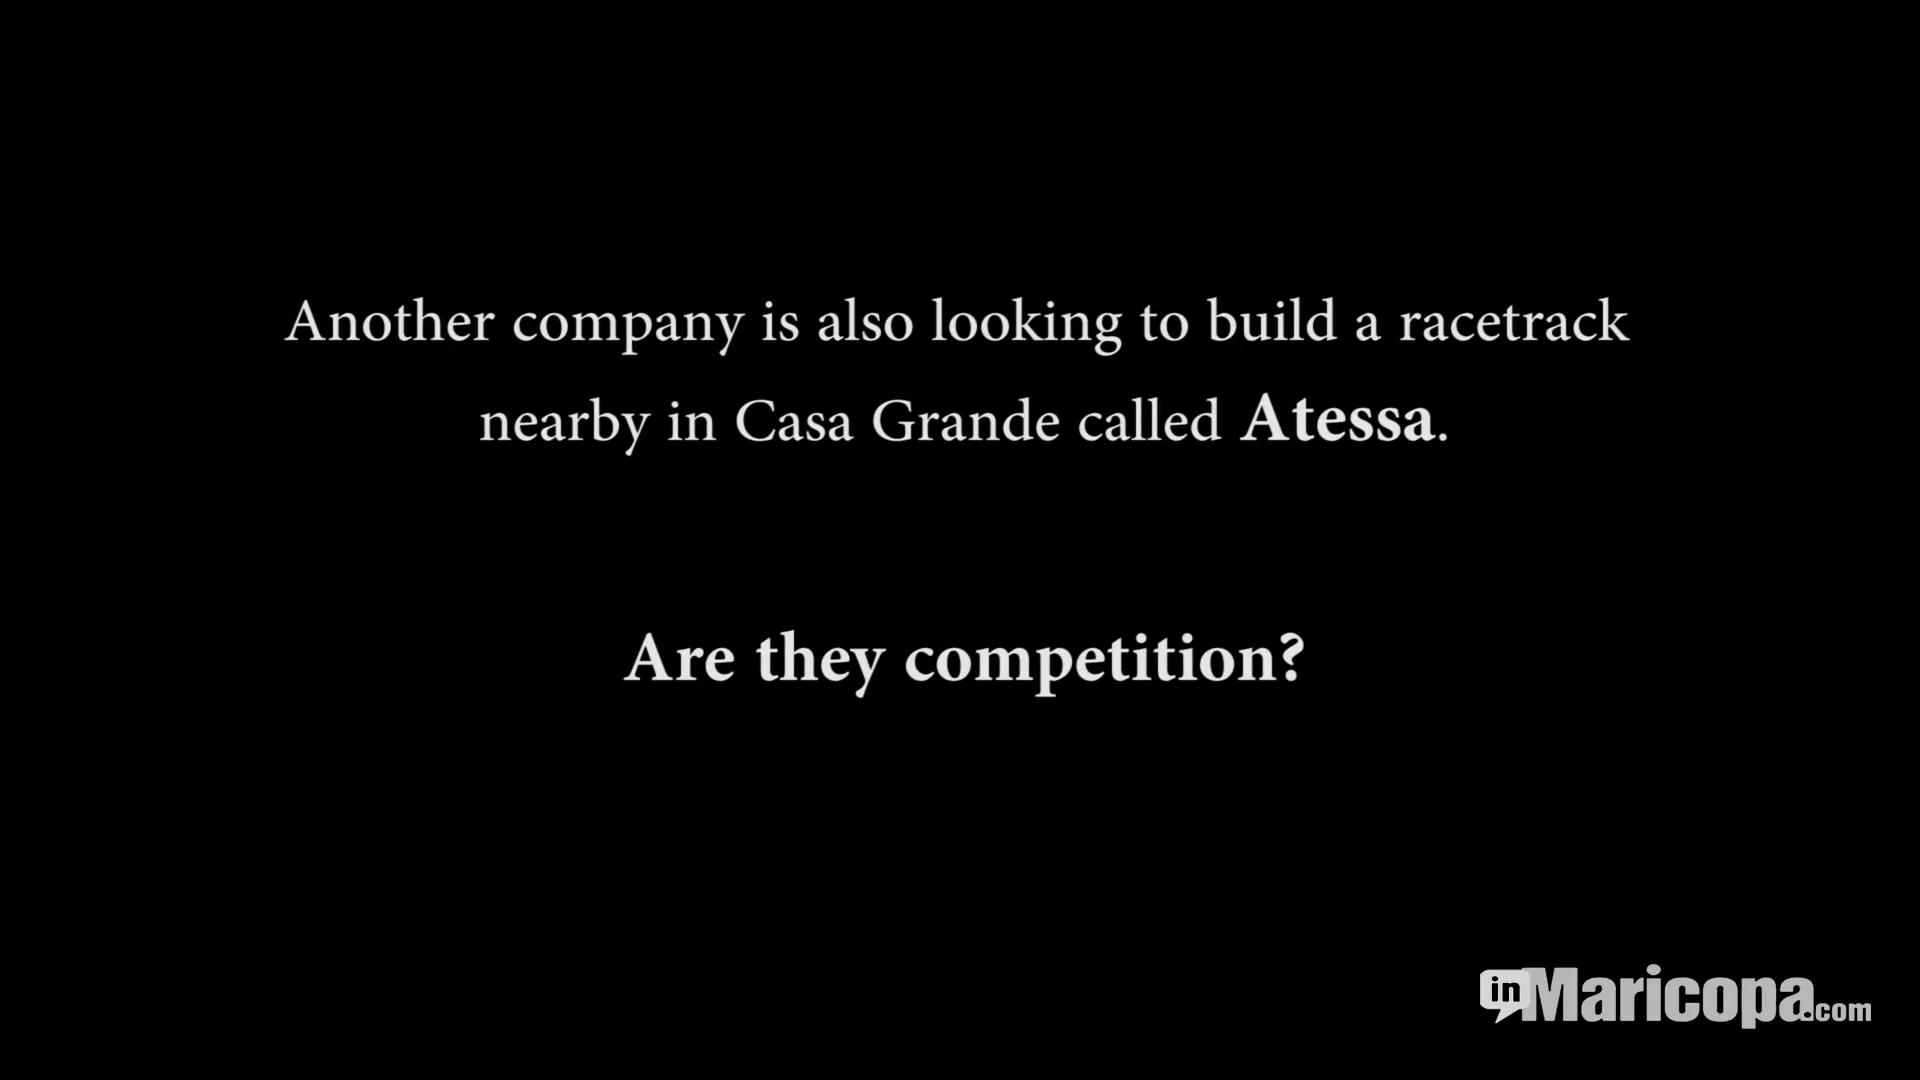 Another company is also looking to build a racetrack
nearby in Casa Grande called Atessa.
Are they competition?
inMaricopa.com